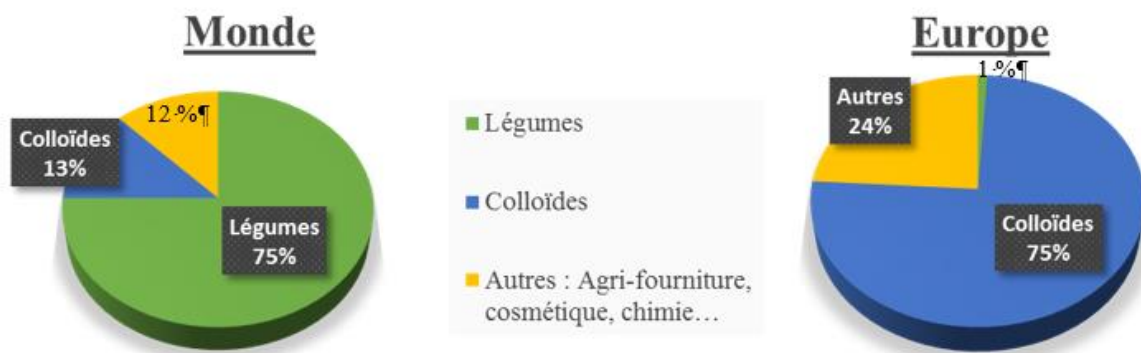 Monde
12·%¶
Colloïdes
13%
Légumes
75%
Légumes
Colloïdes
Autres : Agri-fourniture,
cosmétique, chimie…
Europe
1·%¶
Autres
24%
Colloïdes
75%